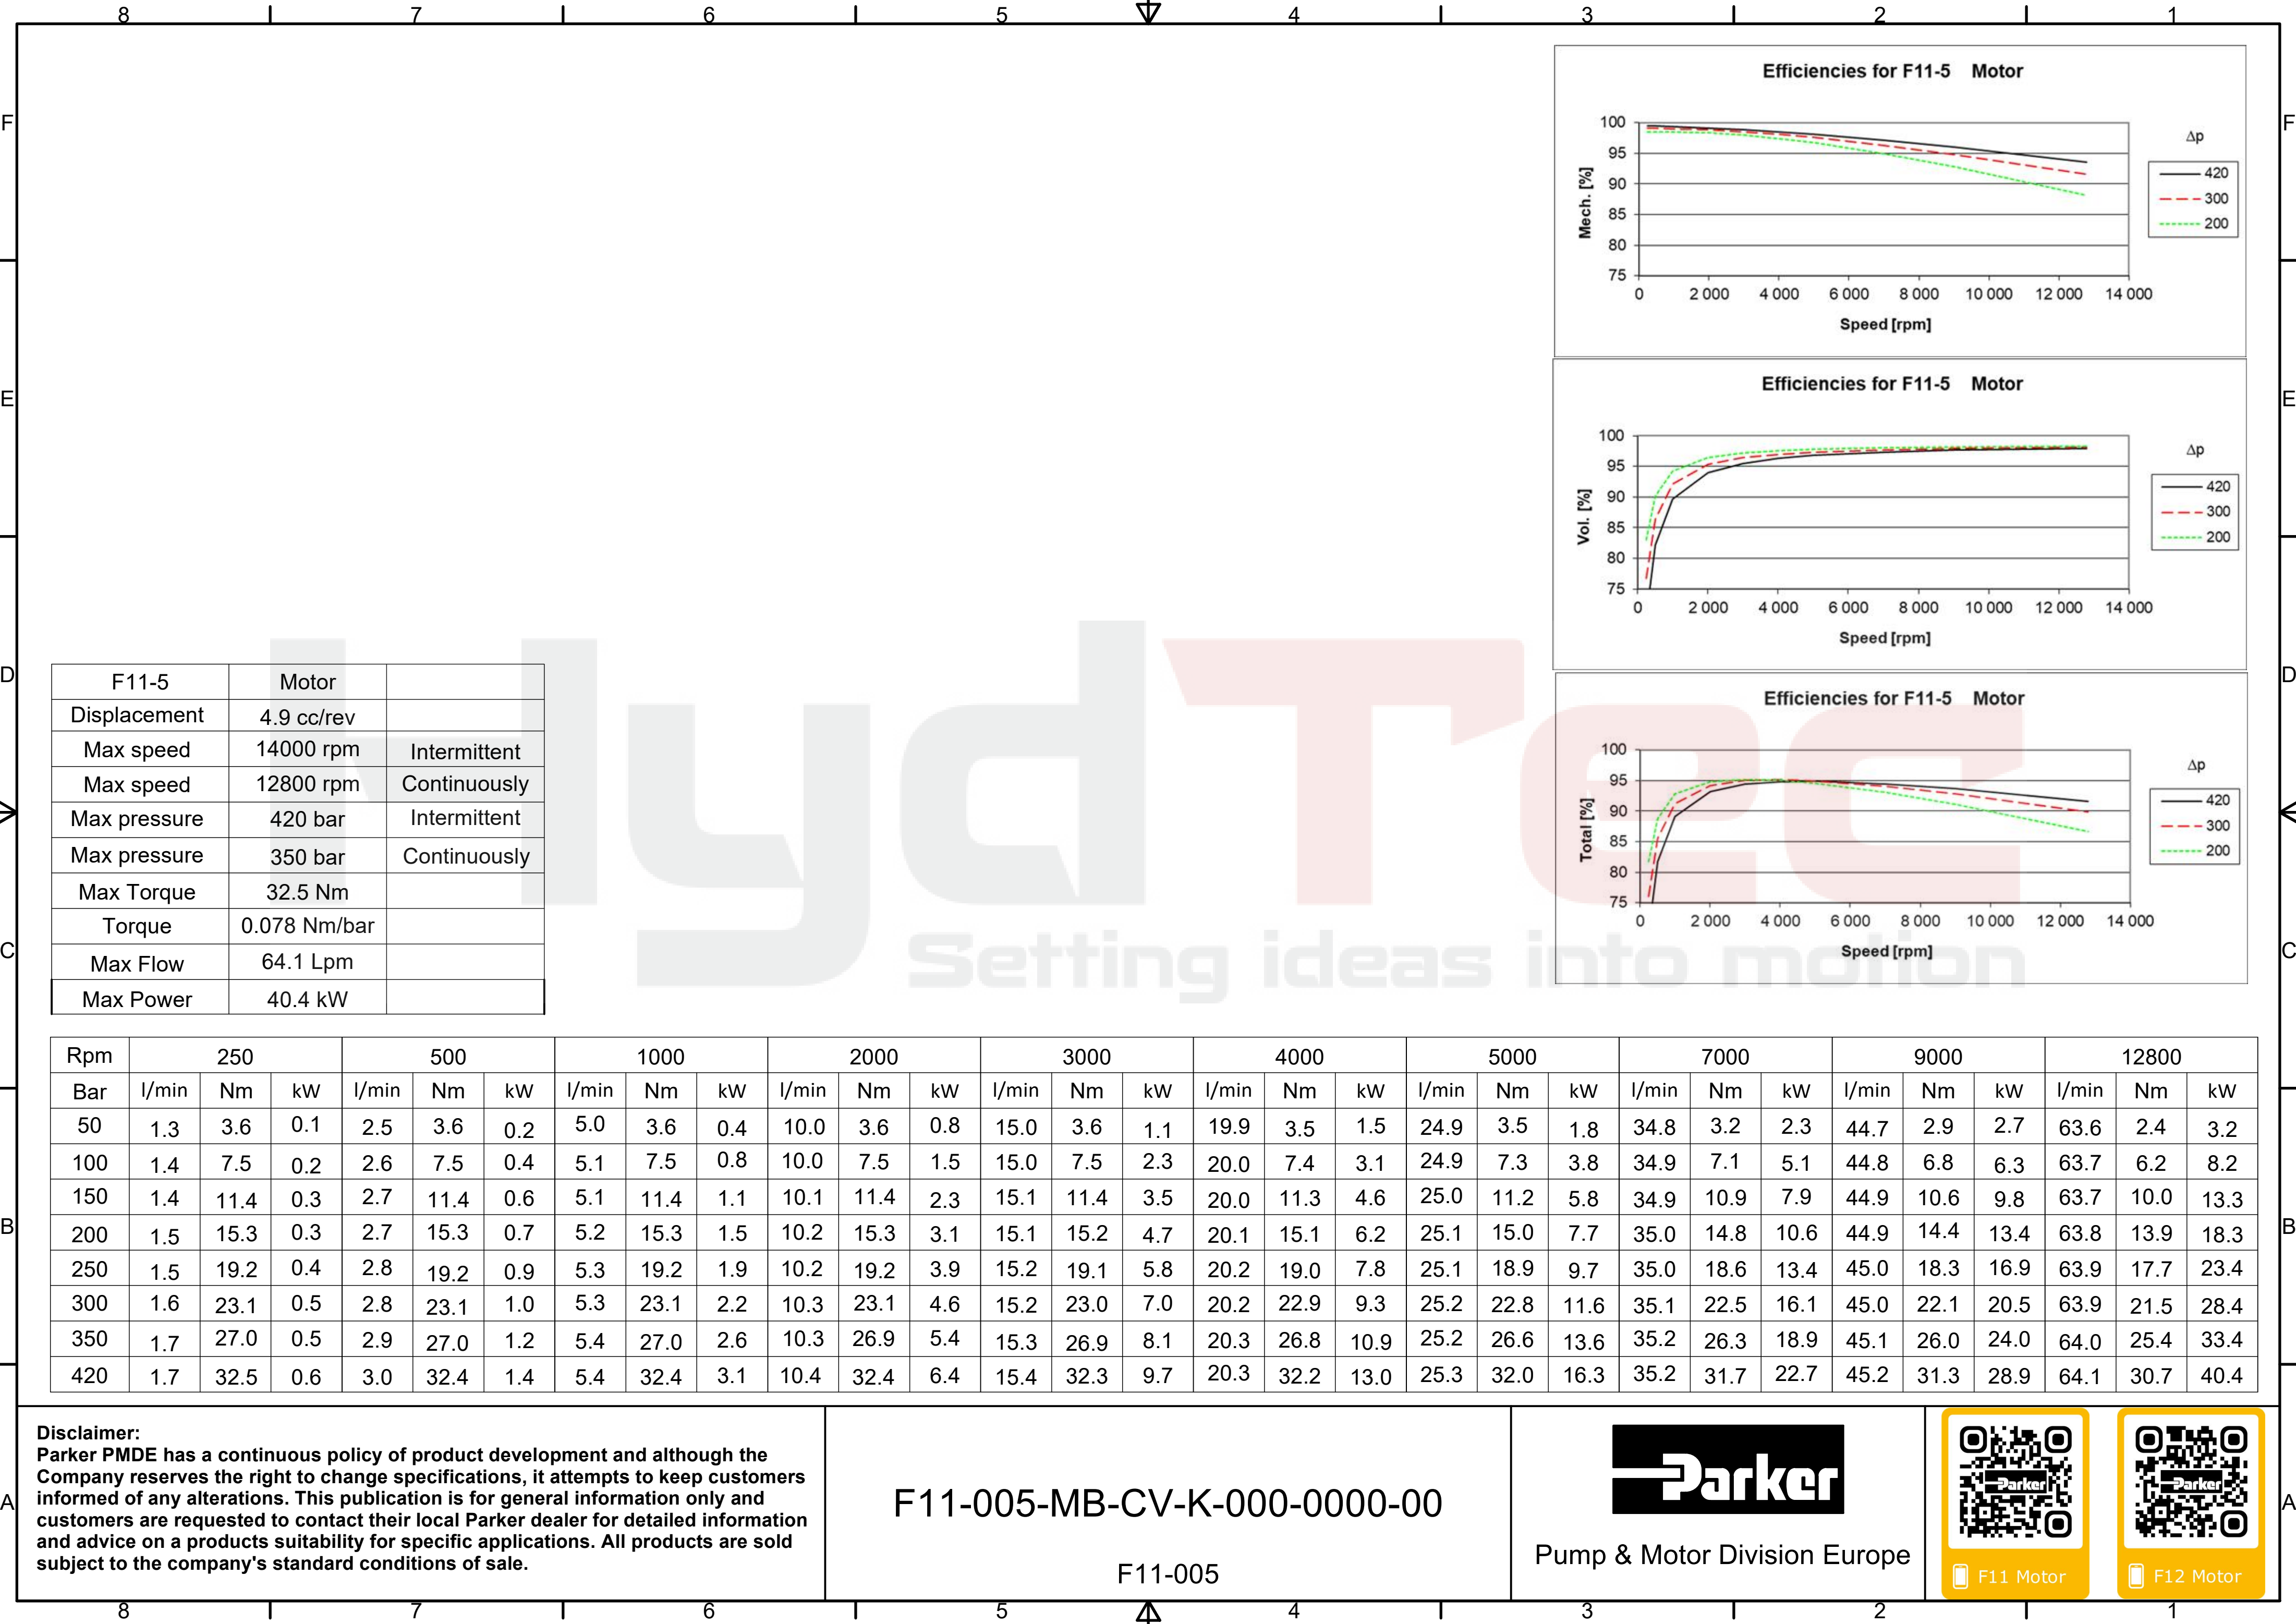 8 7 6 5 4 3 2 1
F
E
D
C
B
A
F
E
D
C
B
A
Efficiencies for F11-5 Motor
Mech. [%]
100
95
90
85
80
75
0 2 000 4 000 6 000 8 000 10 000 12 000 14 000
Speed [rpm]
Δp
420
300
200
Efficiencies for F11-5 Motor
Vol. [%]
100
95
90
85
80
75
0 2 000 4 000 6 000 8 000 10 000 12 000 14 000
Speed [rpm]
Δp
420
300
200
Efficiencies for F11-5 Motor
Total [%]
100
95
90
85
80
75
0 2 000 4 000 6 000 8 000 10 000 12 000 14 000
Speed [rpm]
Δp
420
300
200
HydTec
Setting ideas into motion
F11-5 Motor
Displacement 4.9 cc/rev
Max speed 14000 rpm Intermittent
Max speed 12800 rpm Continuously
Max pressure 420 bar Intermittent
Max pressure 350 bar Continuously
Max Torque 32.5 Nm
Torque 0.078 Nm/bar
Max Flow 64.1 Lpm
Max Power 40.4 kW
Rpm 250 500 1000 2000 3000 4000 5000 7000 9000 12800
Bar l/min Nm kW l/min Nm kW l/min Nm kW l/min Nm kW l/min Nm kW l/min Nm kW l/min Nm kW l/min Nm kW l/min Nm kW l/min Nm kW
50 1.3 3.6 0.1 2.5 3.6 0.2 5.0 3.6 0.4 10.0 3.6 0.8 15.0 3.6 1.1 19.9 3.5 1.5 24.9 3.5 1.8 34.8 3.2 2.3 44.7 2.9 2.7 63.6 2.4 3.2
100 1.4 7.5 0.2 2.6 7.5 0.4 5.1 7.5 0.8 10.0 7.5 1.5 15.0 7.5 2.3 20.0 7.4 3.1 24.9 7.3 3.8 34.9 7.1 5.1 44.8 6.8 6.3 63.7 6.2 8.2
150 1.4 11.4 0.3 2.7 11.4 0.6 5.1 11.4 1.1 10.1 11.4 2.3 15.1 11.4 3.5 20.0 11.3 4.6 25.0 11.2 5.8 34.9 10.9 7.9 44.9 10.6 9.8 63.7 10.0 13.3
200 1.5 15.3 0.3 2.7 15.3 0.7 5.2 15.3 1.5 10.2 15.3 3.1 15.1 15.2 4.7 20.1 15.1 6.2 25.1 15.0 7.7 35.0 14.8 10.6 44.9 14.4 13.4 63.8 13.9 18.3
250 1.5 19.2 0.4 2.8 19.2 0.9 5.3 19.2 1.9 10.2 19.2 3.9 15.2 19.1 5.8 20.2 19.0 7.8 25.1 18.9 9.7 35.0 18.6 13.4 45.0 18.3 16.9 63.9 17.7 23.4
300 1.6 23.1 0.5 2.8 23.1 1.0 5.3 23.1 2.2 10.3 23.1 4.6 15.2 23.0 7.0 20.2 22.9 9.3 25.2 22.8 11.6 35.1 22.5 16.1 45.0 22.1 20.5 63.9 21.5 28.4
350 1.7 27.0 0.5 2.9 27.0 1.2 5.4 27.0 2.6 10.3 26.9 5.4 15.3 26.9 8.1 20.3 26.8 10.9 25.2 26.6 13.6 35.2 26.3 18.9 45.1 26.0 24.0 64.0 25.4 33.4
420 1.7 32.5 0.6 3.0 32.4 1.4 5.4 32.4 3.1 10.4 32.4 6.4 15.4 32.3 9.7 20.3 32.2 13.0 25.3 32.0 16.3 35.2 31.7 22.7 45.2 31.3 28.9 64.1 30.7 40.4
Disclaimer:
Parker PMDE has a continuous policy of product development and although the
Company reserves the right to change specifications, it attempts to keep customers
informed of any alterations. This publication is for general information only and
customers are requested to contact their local Parker dealer for detailed information
and advice on a products suitability for specific applications. All products are sold
subject to the company's standard conditions of sale.
F11-005-MB-CV-K-000-0000-00
F11-005
Parker
Pump & Motor Division Europe
Parker
F11 Motor
Parker
F12 Motor
8 7 6 5 4 3 2 1